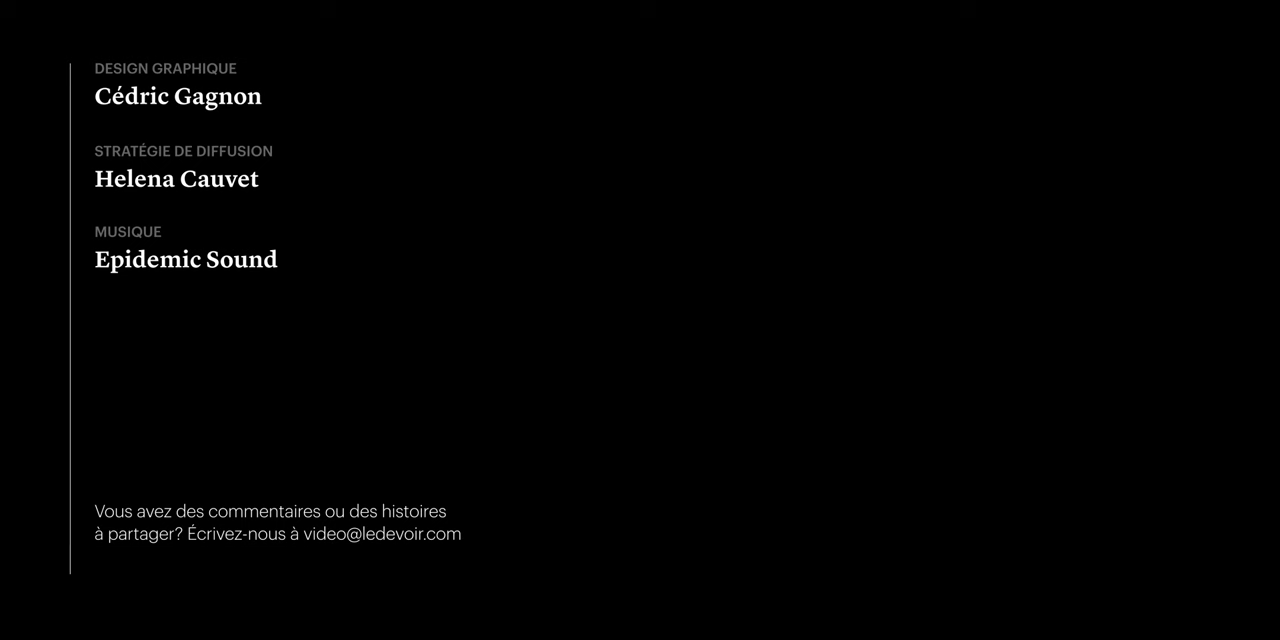 DESIGN GRAPHIQUE
Cédric Gagnon
STRATÉGIE DE DIFFUSION
Helena Cauvet
MUSIQUE
Epidemic Sound
Vous avez des commentaires ou des histoires
à partager? Écrivez-nous à video@ledevoir.com